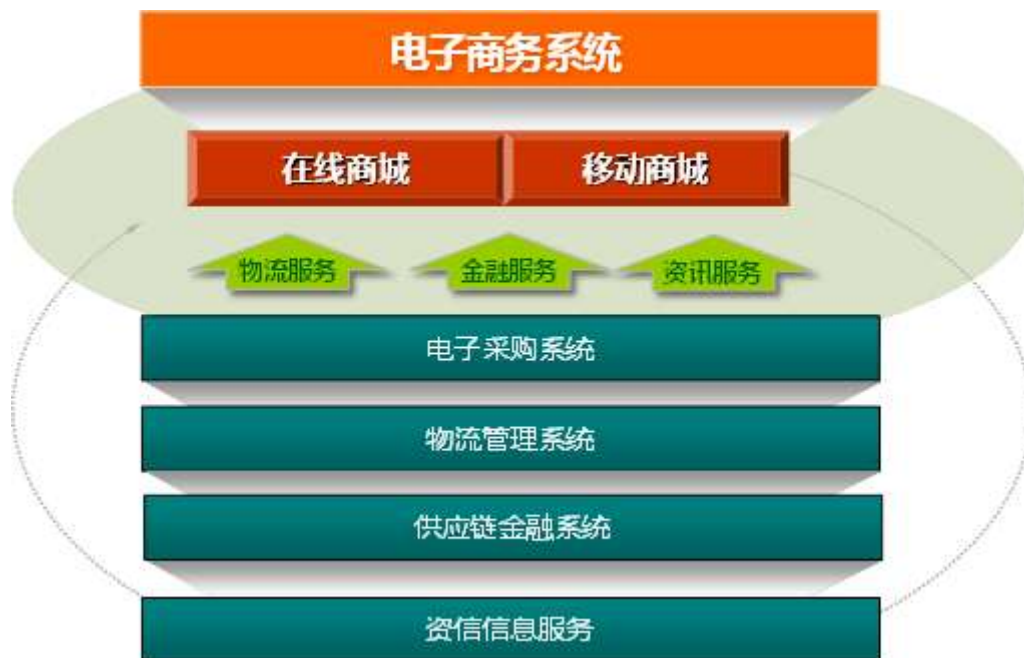 电子商务系统
在线商城
移动商城
物流服务
金融服务
资讯服务
电子采购系统
物流管理系统
供应链金融系统
资信信息服务